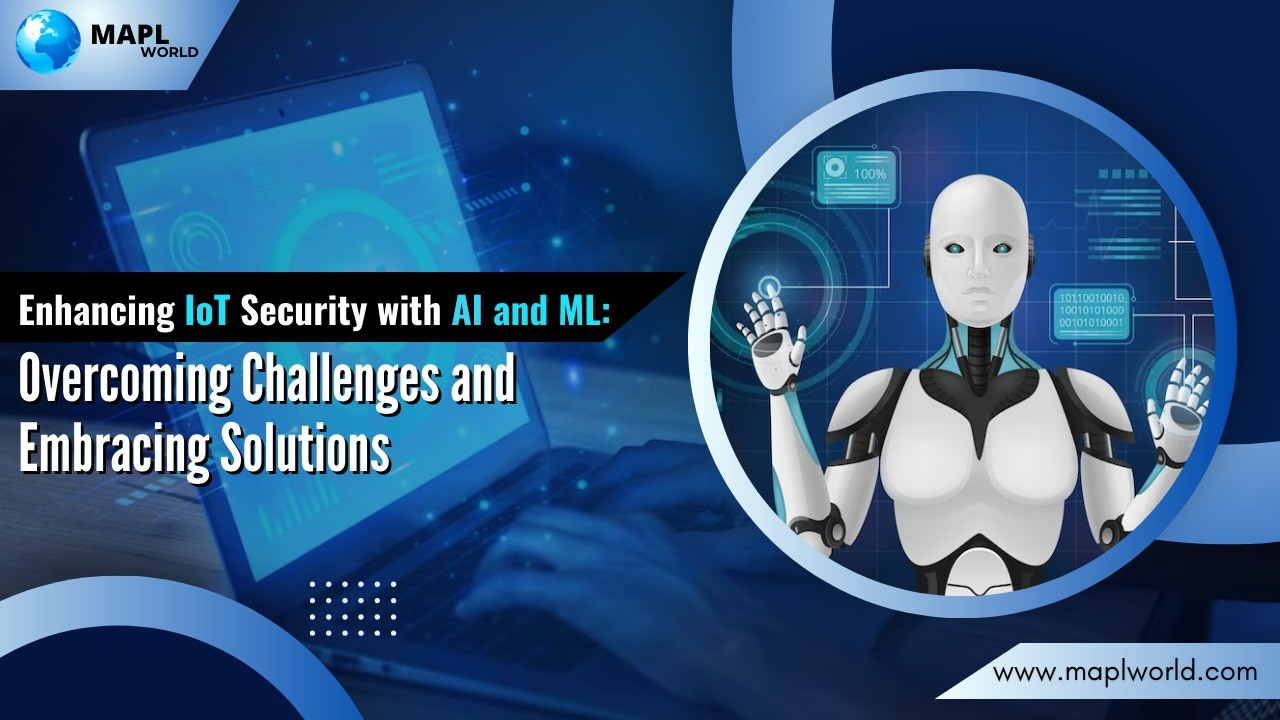 MAPL
WORLD
Enhancing IoT Security with AI and ML:
Overcoming Challenges and
Embracing Solutions
100%
10110010010
10010101000
00101010001
www.maplworld.com